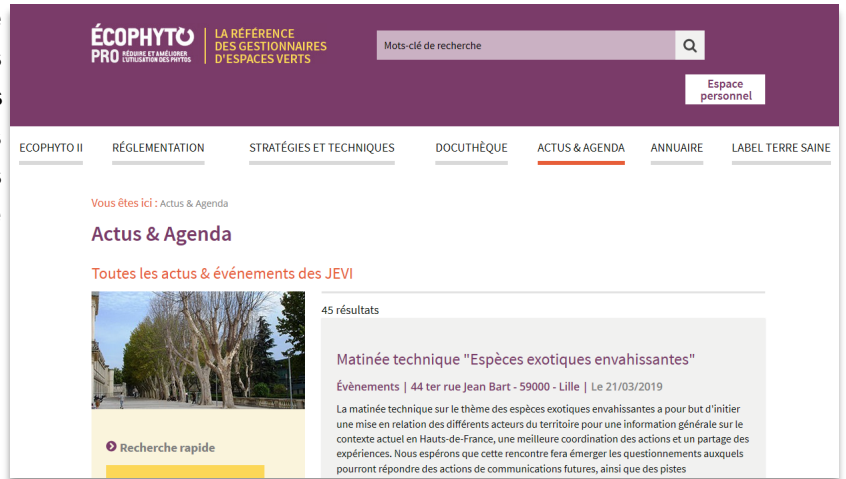 ÉCOPHYTO
PRO RÉDUIRE ET AMÉLIORER
L'UTILISATION DES PHYTOS
LA RÉFÉRENCE
DES GESTIONNAIRES
D'ESPACES VERTS
Mots-clé de recherche
Espace
personnel
ECOPHYTO II RÉGLEMENTATION STRATÉGIES ET TECHNIQUES DOCUTHÈQUE ACTUS & AGENDA ANNUAIRE LABEL TERRE SAINE
Vous êtes ici : Actus & Agenda
Actus & Agenda
Toutes les actus & événements des JEVI
45 résultats
Matinée technique "Espèces exotiques envahissantes"
Évènements | 44 ter rue Jean Bart - 59000 - Lille | Le 21/03/2019
La matinée technique sur le thème des espèces exotiques envahissantes a pour but d'initier
une mise en relation des différents acteurs du territoire pour une information générale sur le
contexte actuel en Hauts-de-France, une meilleure coordination des actions et un partage des
expériences. Nous espérons que cette rencontre fera émerger les questionnements auxquels
pourront répondre des actions de communications futures, ainsi que des pistes
Recherche rapide